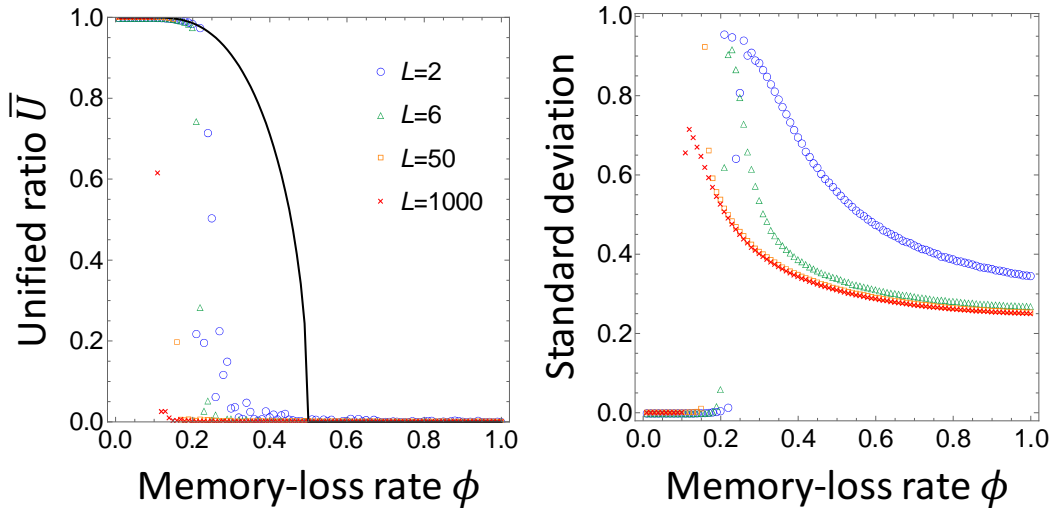 Unified ratio U̅
1.0
0.8
0.6
0.4
0.2
0.0
0.0 0.2 0.4 0.6 0.8 1.0
Memory-loss rate ϕ
L=2
L=6
L=50
L=1000
Standard deviation
1.0
0.8
0.6
0.4
0.2
0.0
0.0 0.2 0.4 0.6 0.8 1.0
Memory-loss rate ϕ